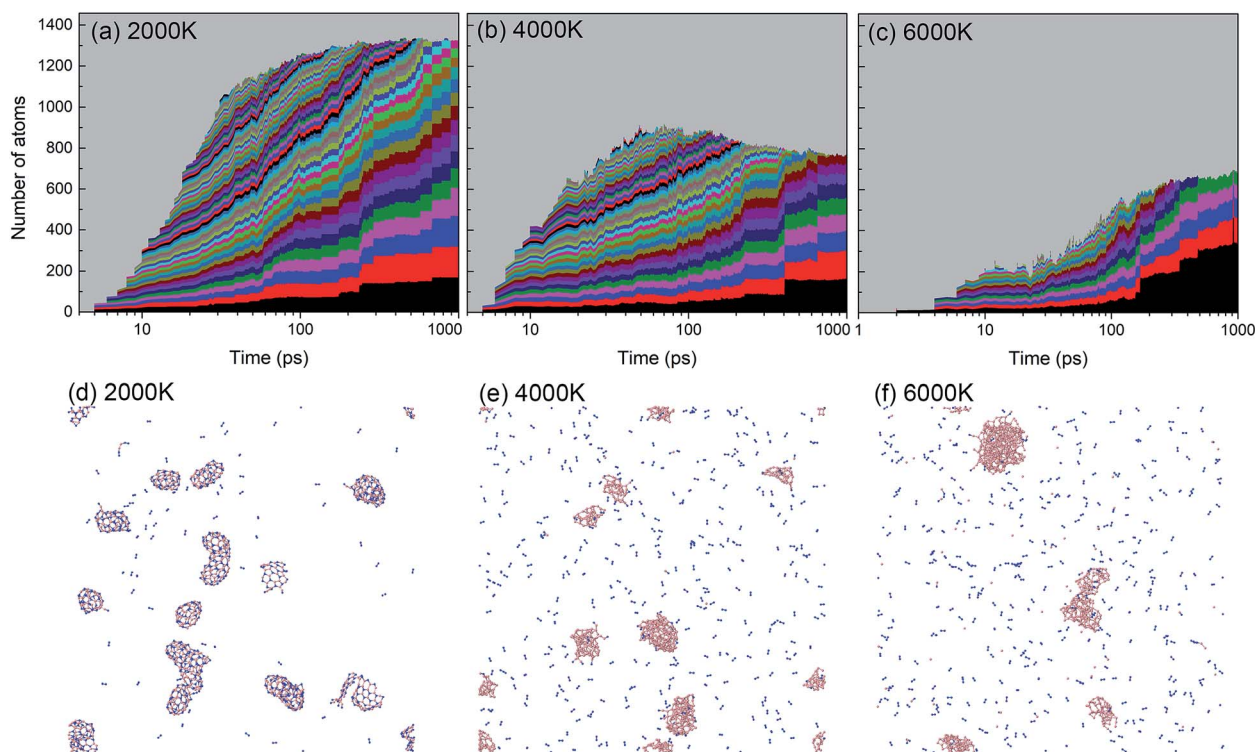 (a) 2000K
(b) 4000K
(c) 6000K
Number of atoms
1400
1200
1000
800
600
400
200
0
10 100 1000
10 100 1000
1 10 100 1000
Time (ps)
Time (ps)
Time (ps)
(d) 2000K
(e) 4000K
(f) 6000K